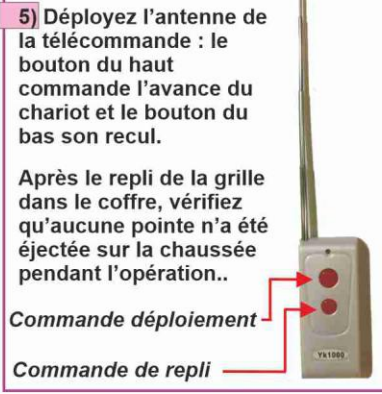 5) Déployez l'antenne de
la télécommande : le
bouton du haut
commande l'avance du
chariot et le bouton du
bas son recul.
Après le repli de la grille
dans le coffre, vérifiez
qu'aucune pointe n'a été
éjectée sur la chaussée
pendant l'opération..
Commande déploiement
Commande de repli
Yk1000